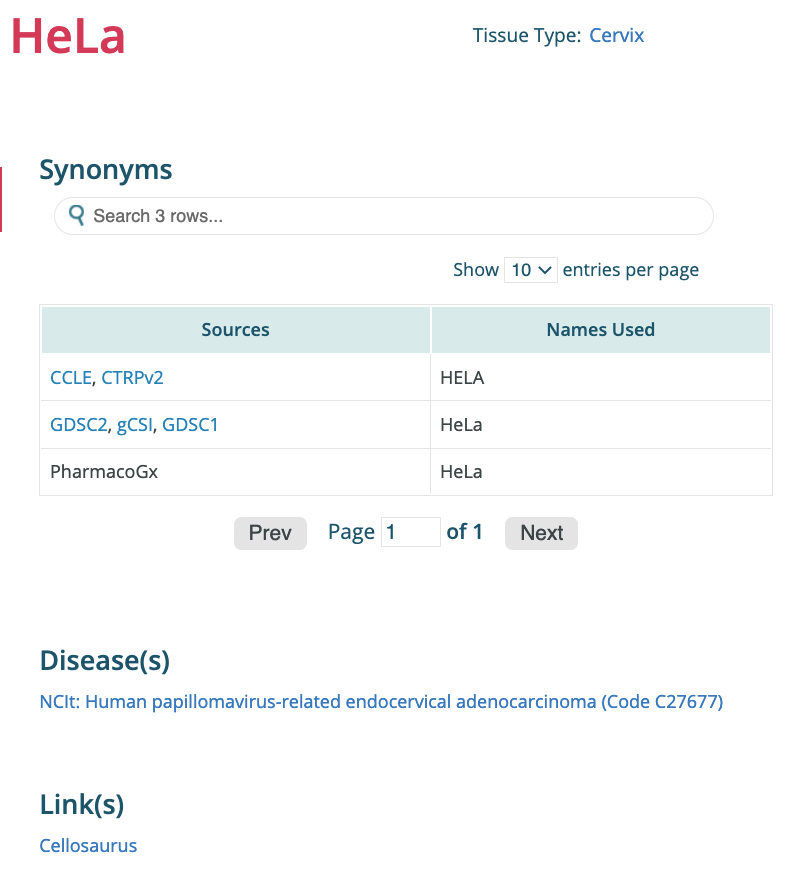 HeLa
Tissue Type: Cervix
Synonyms
Search 3 rows...
Show 10 entries per page
Sources Names Used
CCLE, CTRPv2 HELA
GDSC2, gCSI, GDSC1 HeLa
PharmacoGx HeLa
Prev Page 1 of 1 Next
Disease(s)
NCIt: Human papillomavirus-related endocervical adenocarcinoma (Code C27677)
Link(s)
Cellosaurus